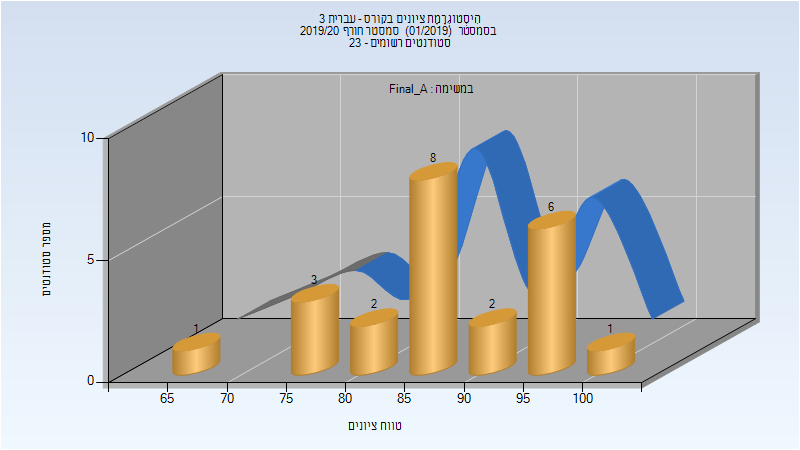 היסטוגרמת ציונים בקורס - עברית 3
בסמסטר (01/2019) סמסטר חורף 2019/20
סטודנטים רשומים - 23
במשימה : Final_A
מספר סטודנטים
10
5
0
1
3
2
8
2
6
1
65 70 75 80 85 90 95 100
טווח ציונים